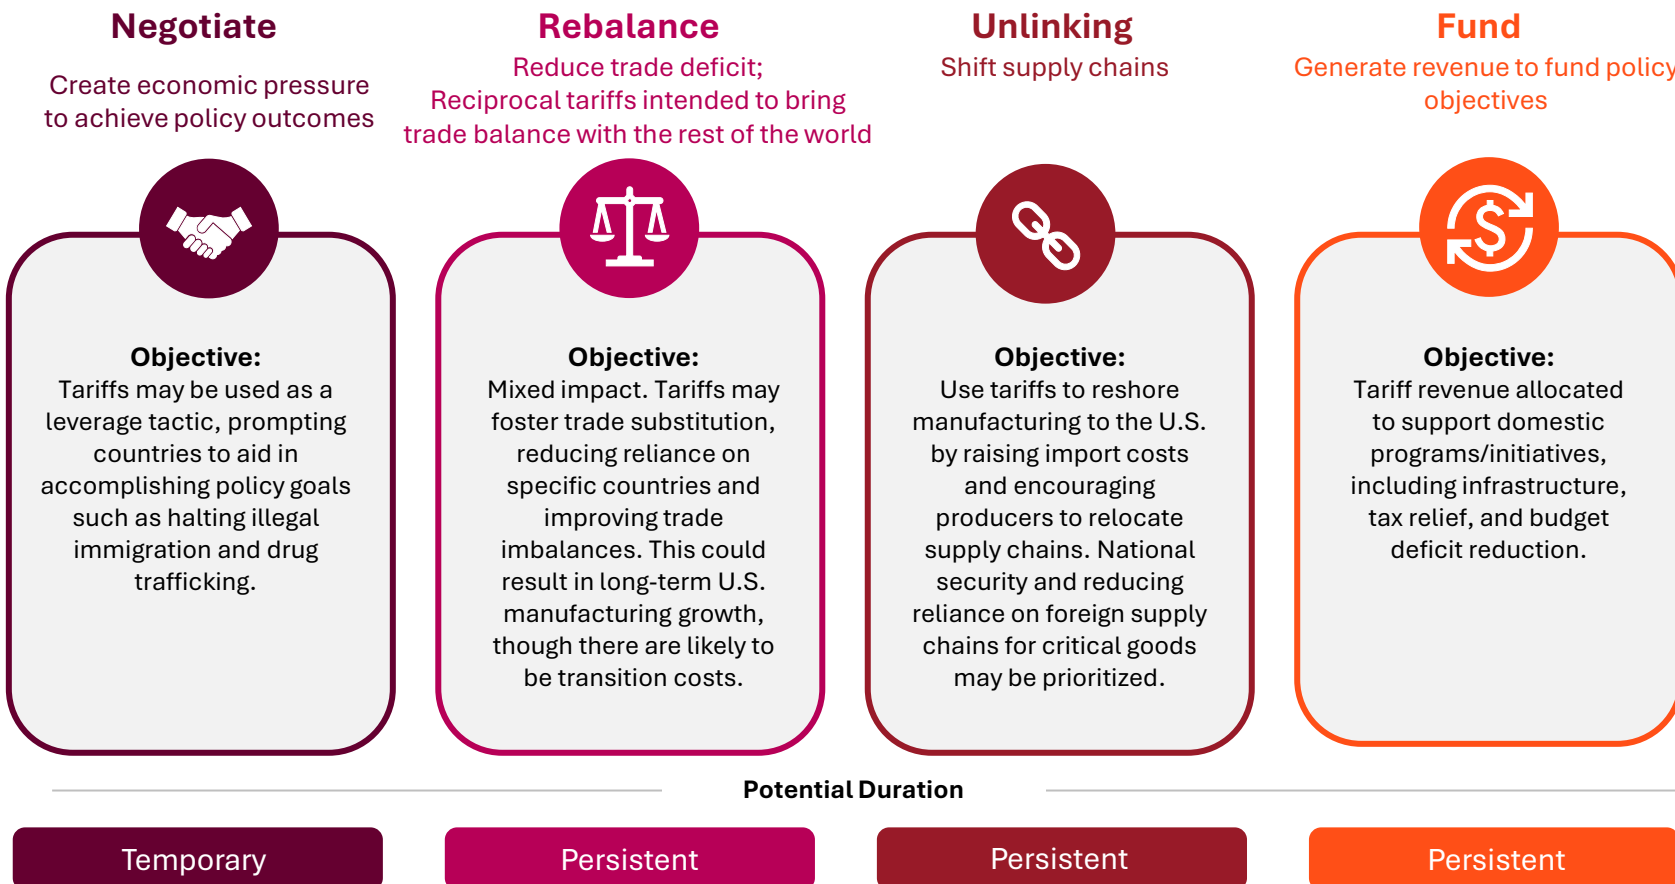 Negotiate
Create economic pressure
to achieve policy outcomes
Objective:
Tariffs may be used as a
leverage tactic, prompting
countries to aid in
accomplishing policy goals
such as halting illegal
immigration and drug
trafficking.
Rebalance
Reduce trade deficit;
Reciprocal tariffs intended to bring
trade balance with the rest of the world
Objective:
Mixed impact. Tariffs may
foster trade substitution,
reducing reliance on
specific countries and
improving trade
imbalances. This could
result in long-term U.S.
manufacturing growth,
though there are likely to
be transition costs.
Unlinking
Shift supply chains
Objective:
Use tariffs to reshore
manufacturing to the U.S.
by raising import costs
and encouraging
producers to relocate
supply chains. National
security and reducing
reliance on foreign supply
chains for critical goods
may be prioritized.
Fund
Generate revenue to fund policy
objectives
$
Objective:
Tariff revenue allocated
to support domestic
programs/initiatives,
including infrastructure,
tax relief, and budget
deficit reduction.
Potential Duration
Temporary
Persistent
Persistent
Persistent